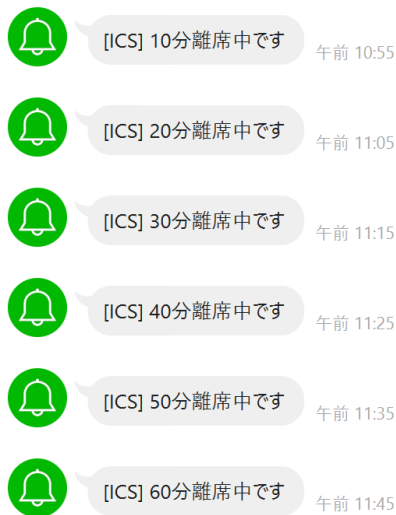 [ICS] 10分離席中です
午前 10:55
[ICS] 20分離席中です
午前 11:05
[ICS] 30分離席中です
午前 11:15
[ICS] 40分離席中です
午前 11:25
[ICS] 50分離席中です
午前 11:35
[ICS] 60分離席中です
午前 11:45